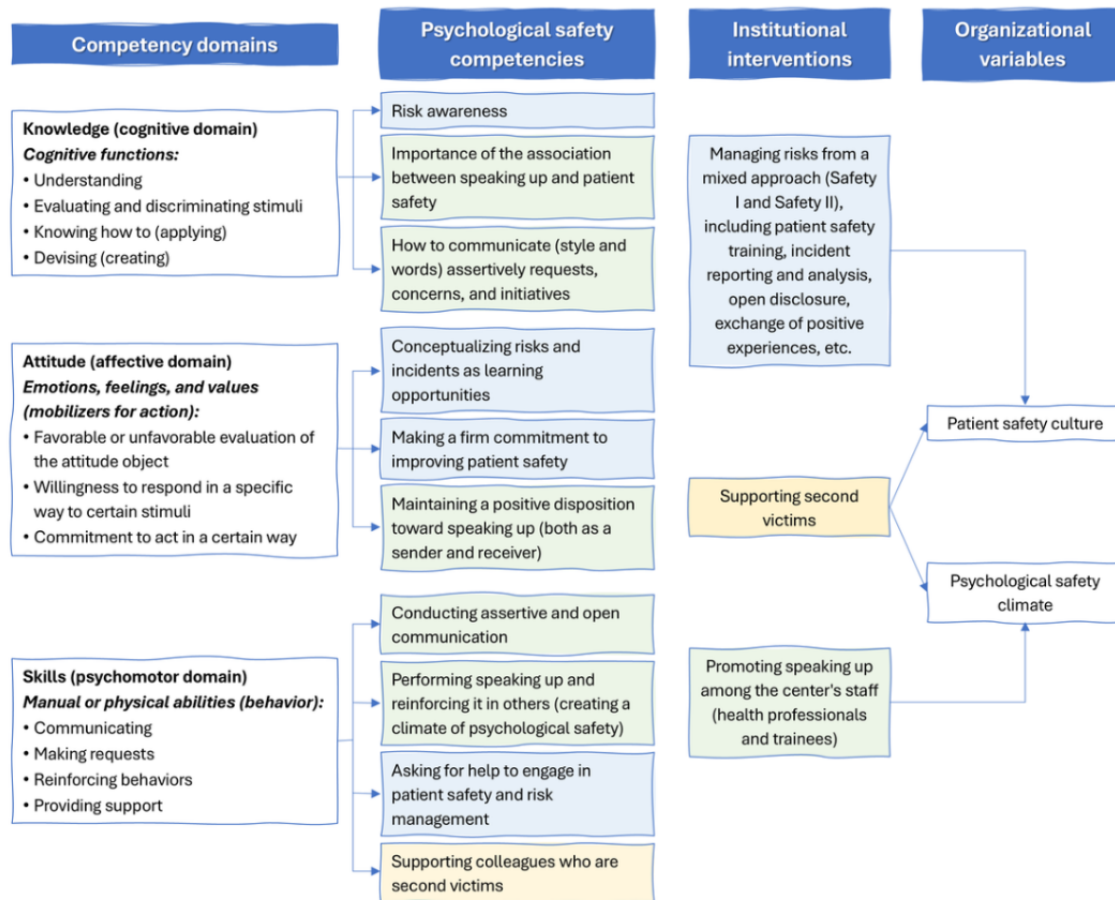 Competency domains
Psychological safety
competencies
Institutional
interventions
Organizational
variables
Knowledge (cognitive domain)
Cognitive functions:
• Understanding
• Evaluating and discriminating stimuli
• Knowing how to (applying)
• Devising (creating)
Risk awareness
Importance of the association
between speaking up and patient
safety
How to communicate (style and
words) assertively requests,
concerns, and initiatives
Attitude (affective domain)
Emotions, feelings, and values
(mobilizers for action):
• Favorable or unfavorable evaluation of
the attitude object
• Willingness to respond in a specific
way to certain stimuli
• Commitment to act in a certain way
Conceptualizing risks and
incidents as learning
opportunities
Making a firm commitment to
improving patient safety
Maintaining a positive disposition
toward speaking up (both as a
sender and receiver)
Skills (psychomotor domain)
Manual or physical abilities (behavior):
• Communicating
• Making requests
• Reinforcing behaviors
• Providing support
Conducting assertive and open
communication
Performing speaking up and
reinforcing it in others (creating a
climate of psychological safety)
Asking for help to engage in
patient safety and risk
management
Supporting colleagues who are
second victims
Managing risks from a
mixed approach (Safety
I and Safety II),
including patient safety
training, incident
reporting and analysis,
open disclosure,
exchange of positive
experiences, etc.
Supporting second
victims
Promoting speaking up
among the center's staff
(health professionals
and trainees)
Patient safety culture
Psychological safety
climate